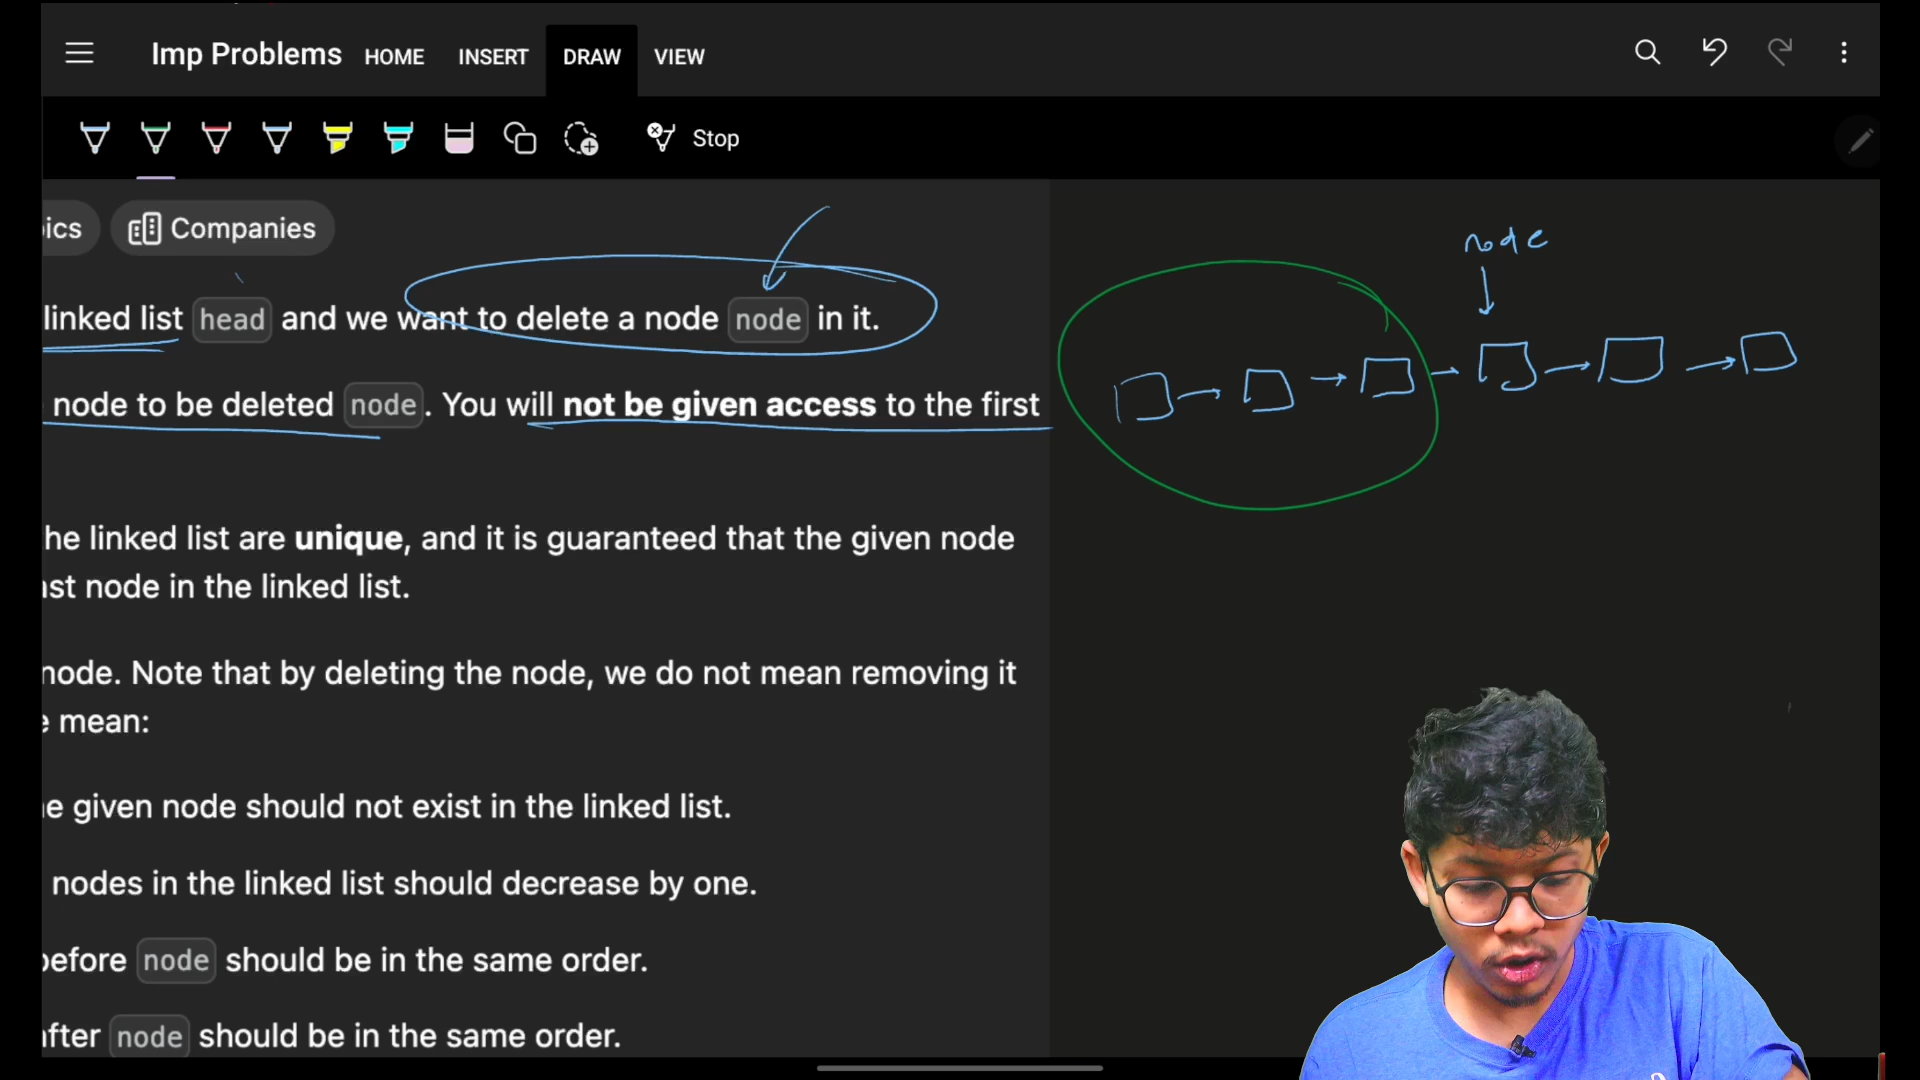 Imp Problems HOME INSERT DRAW VIEW
Stop
ics Companies
linked list head and we want to delete a node node in it.
node to be deleted node. You will not be given access to the first
he linked list are unique, and it is guaranteed that the given node
st node in the linked list.
node. Note that by deleting the node, we do not mean removing it
e mean:
e given node should not exist in the linked list.
nodes in the linked list should decrease by one.
before node should be in the same order.
after node should be in the same order.
node